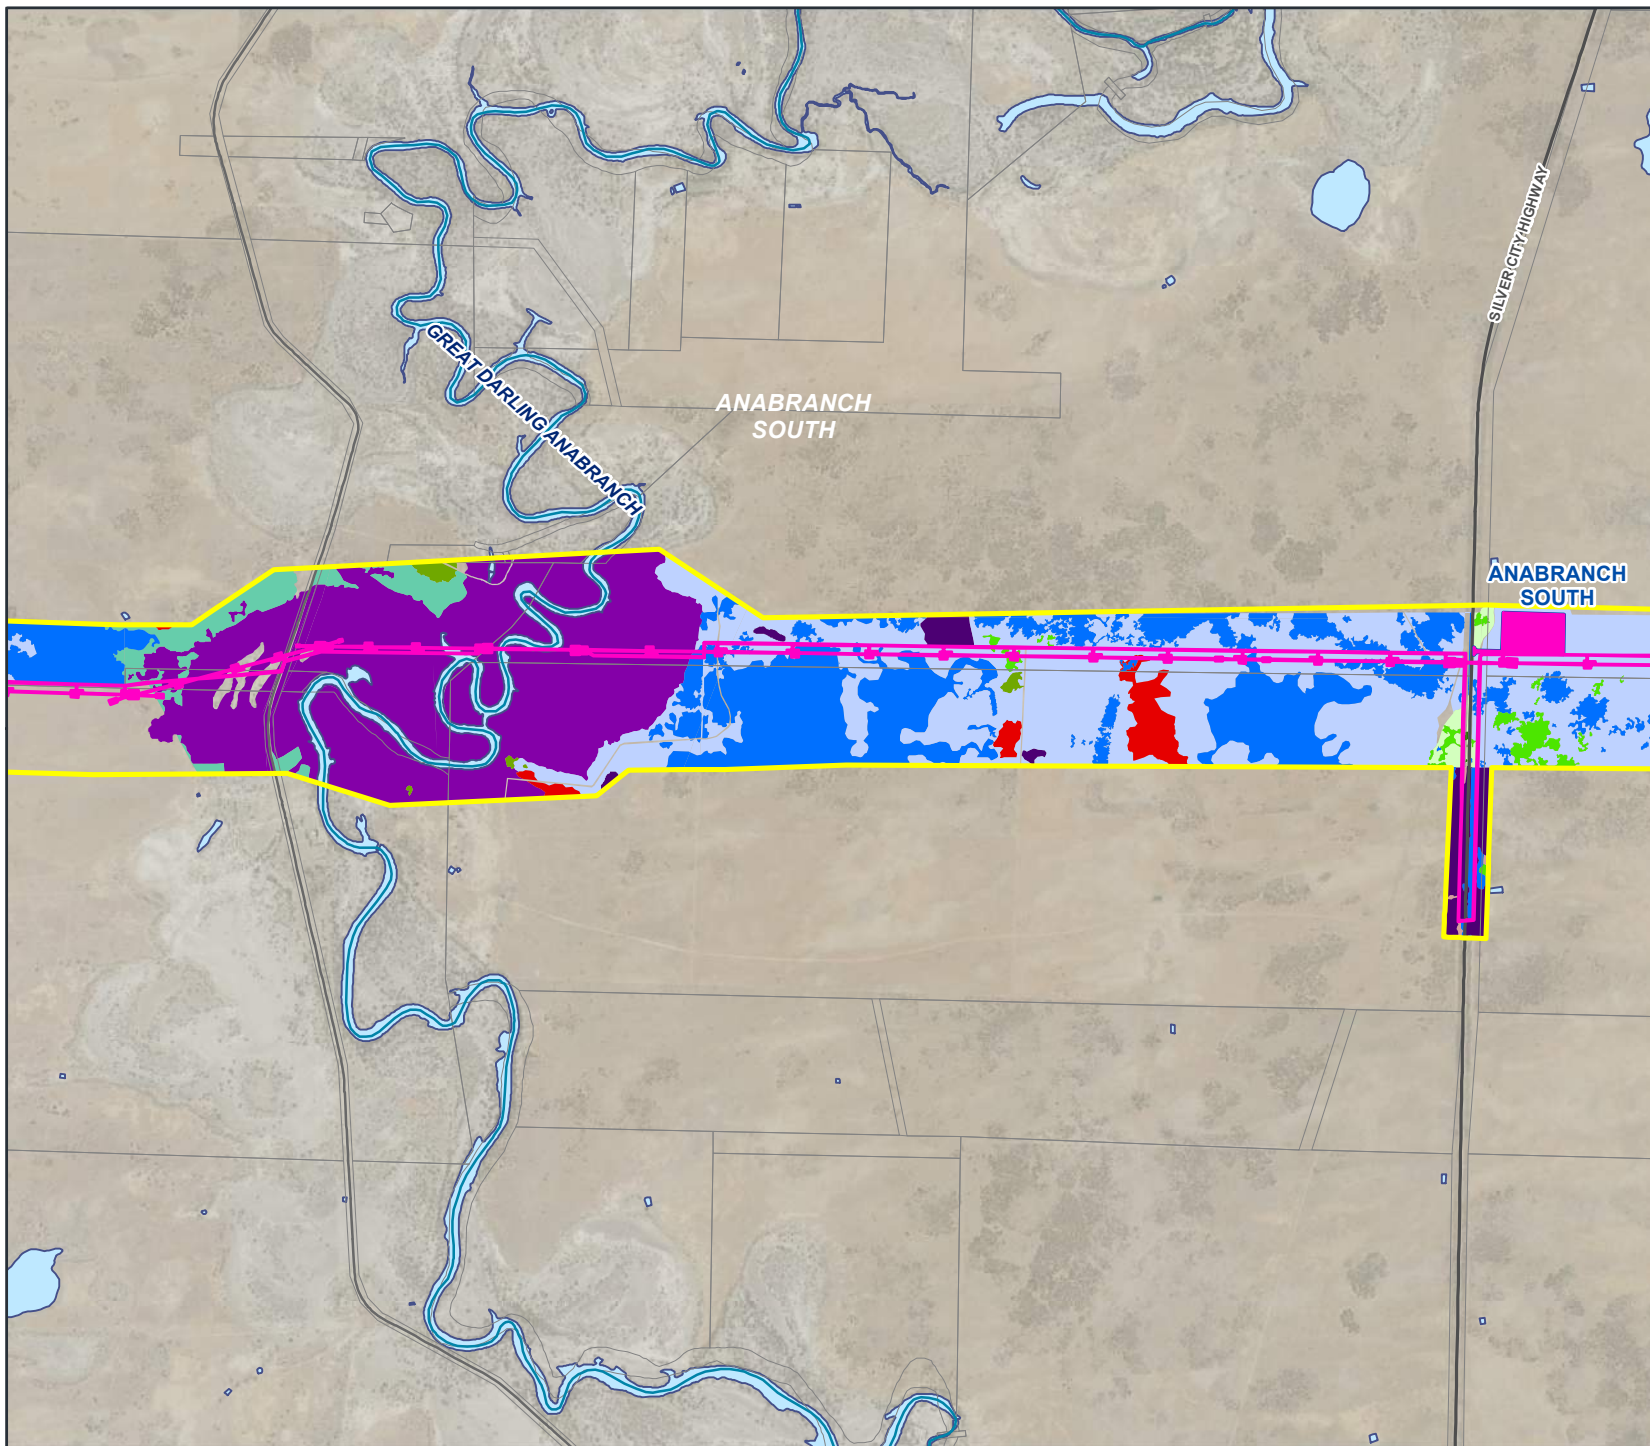 SILVER CITY HIGHWAY
GREAT DARLING ANABRANCH
ANABRANCH
SOUTH
ANABRANCH
SOUTH